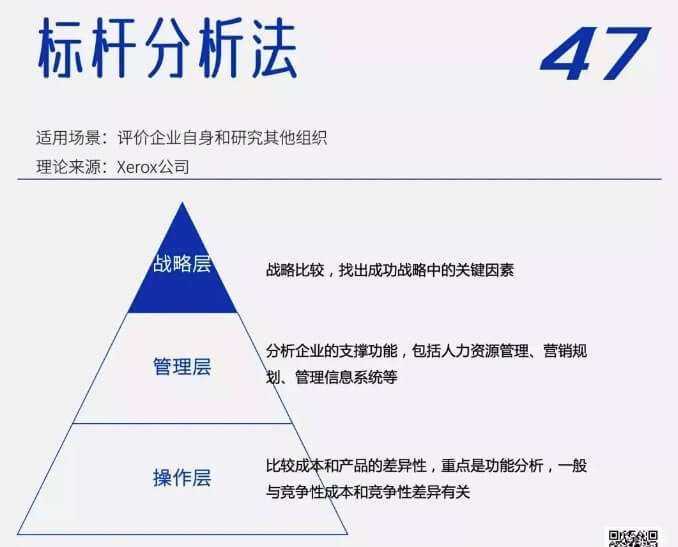 标杆分析法
47
适用场景：评价企业自身和研究其他组织
理论来源：Xerox公司
战略层
战略比较，找出成功战略中的关键因素
管理层
分析企业的支撑功能，包括人力资源管理、营销规
划、管理信息系统等
操作层
比较成本和产品的差异性，重点是功能分析，一般
与竞争性成本和竞争性差异有关